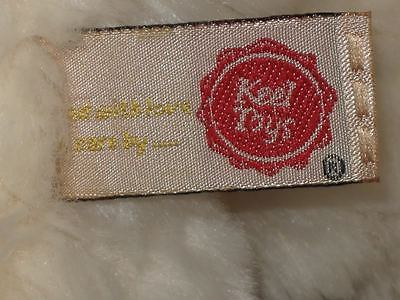 with love
care by ----
Keel
Toys
®